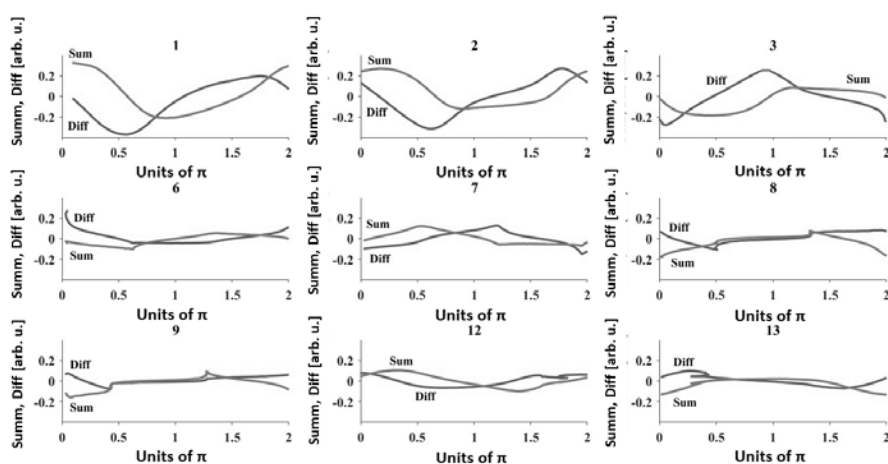 1
Summ, Diff [arb. u.]
0.2
0
-0.2
Sum
Diff
0 0.5 1 1.5 2
Units of π
2
Summ, Diff [arb. u.]
0.2
0
-0.2
Sum
Diff
0 0.5 1 1.5 2
Units of π
3
Summ, Diff [arb. u.]
0.2
0
-0.2
Diff
Sum
0 0.5 1 1.5 2
Units of π
6
Summ, Diff [arb. u.]
0.2
0
-0.2
Diff
Sum
0 0.5 1 1.5 2
Units of π
7
Summ, Diff [arb. u.]
0.2
0
-0.2
Sum
Diff
0 0.5 1 1.5 2
Units of π
8
Summ, Diff [arb. u.]
0.2
0
-0.2
Diff
Sum
0 0.5 1 1.5 2
Units of π
9
Summ, Diff [arb. u.]
0.2
0
-0.2
Diff
Sum
0 0.5 1 1.5 2
Units of π
12
Summ, Diff [arb. u.]
0.2
0
-0.2
Sum
Diff
0 0.5 1 1.5 2
Units of π
13
Summ, Diff [arb. u.]
0.2
0
-0.2
Diff
Sum
0 0.5 1 1.5 2
Units of π